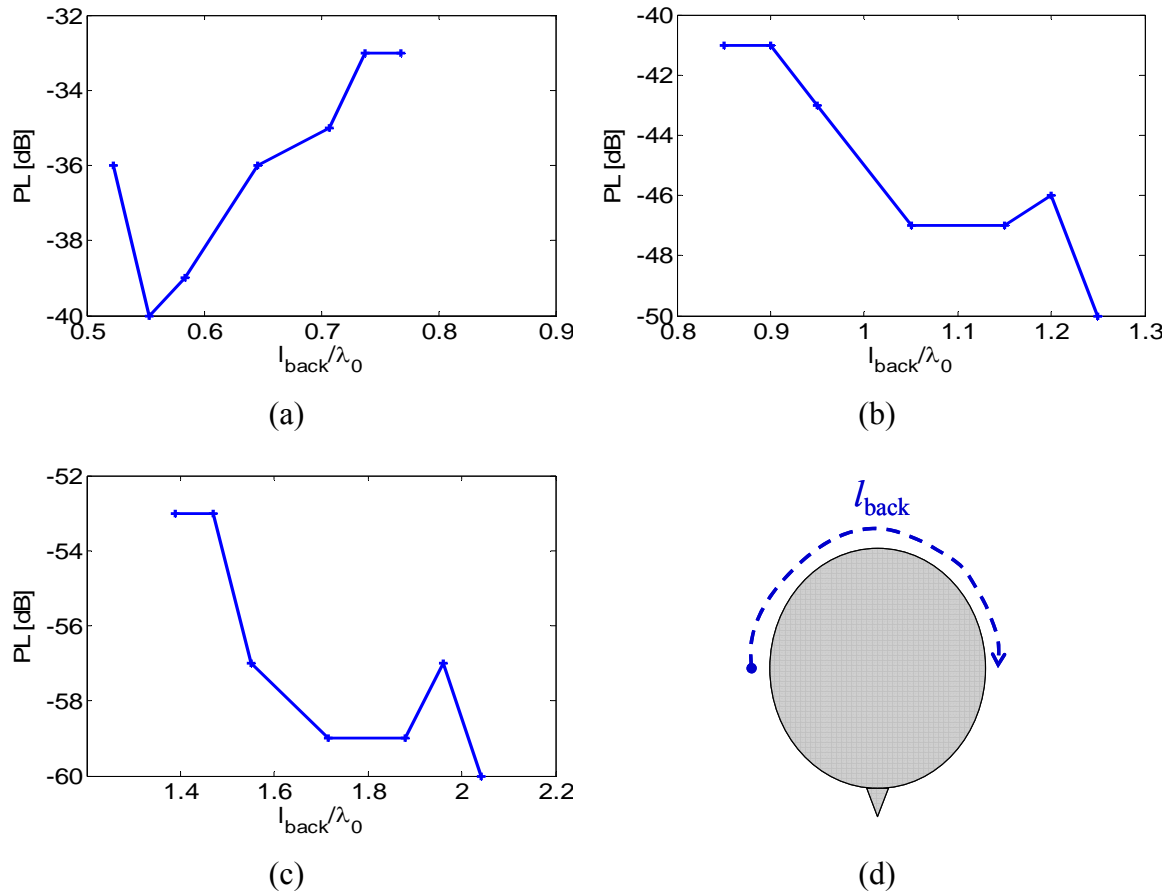 -32
-34
-36
-38
-40
PL [dB]
0.5 0.6 0.7 0.8 0.9
l_back/λ_0
(a)
-40
-42
-44
-46
-48
-50
PL [dB]
0.8 0.9 1 1.1 1.2 1.3
l_back/λ_0
(b)
-52
-54
-56
-58
-60
PL [dB]
1.4 1.6 1.8 2 2.2
l_back/λ_0
(c)
l_back
(d)